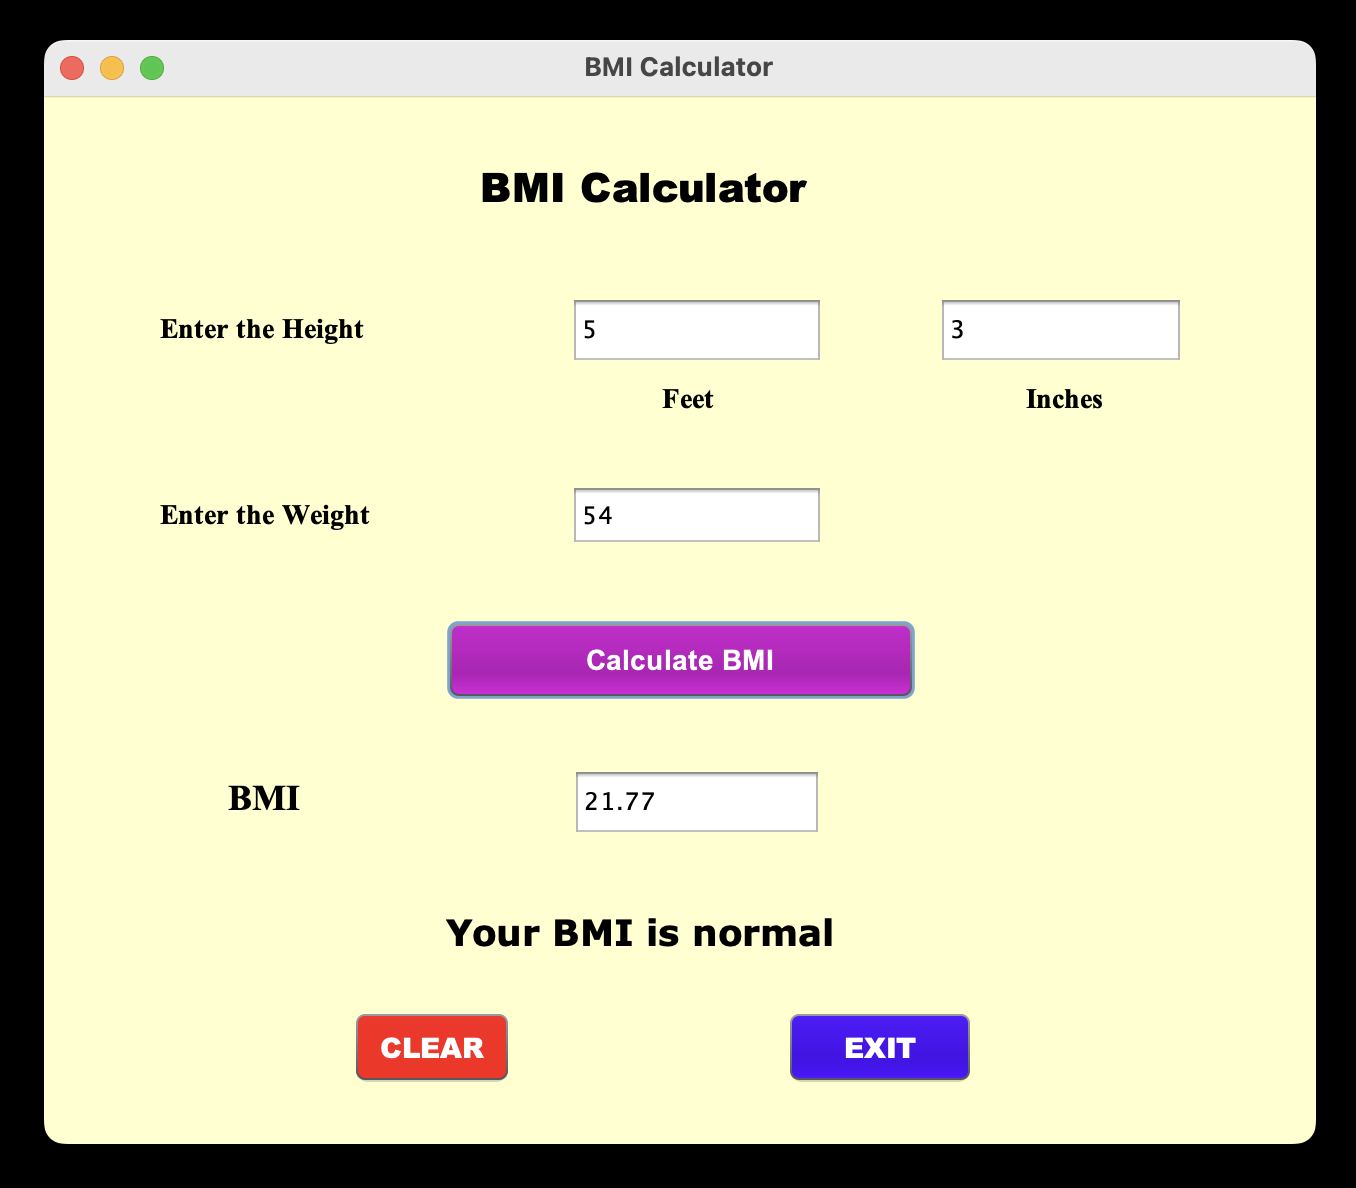 BMI Calculator
BMI Calculator
Enter the Height 5 3
Feet Inches
Enter the Weight 54
Calculate BMI
BMI 21.77
Your BMI is normal
CLEAR EXIT